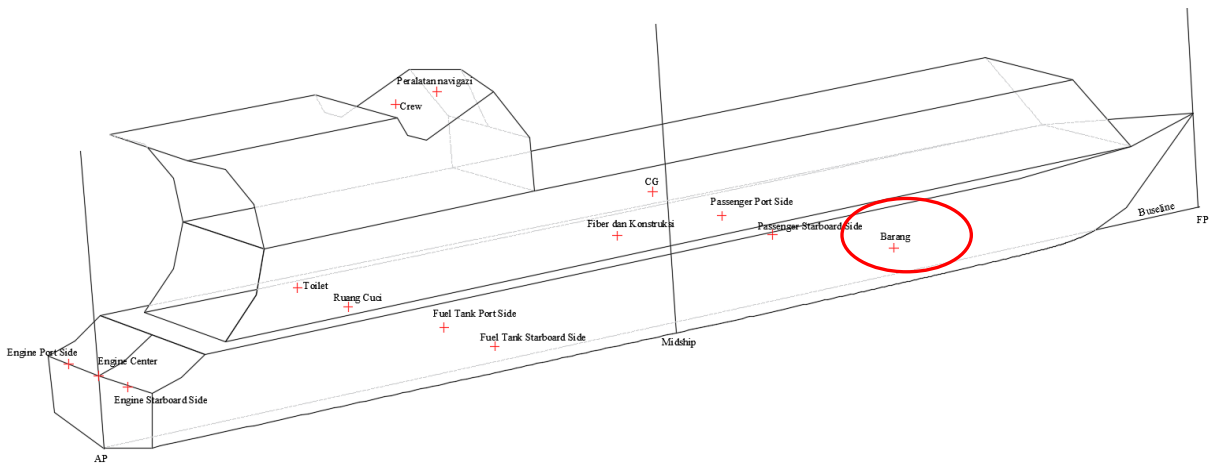 Peralatan navigazi
Crew
CG
Passenger Port Side
Fiber dan Konstruksi
Passenger Starboard Side
Barang
Buseline
FP
Toilet
Ruang Cuci
Fuel Tank Port Side
Fuel Tank Starboard Side
Midship
Engine Port Side
Engine Center
Engine Starboard Side
AP